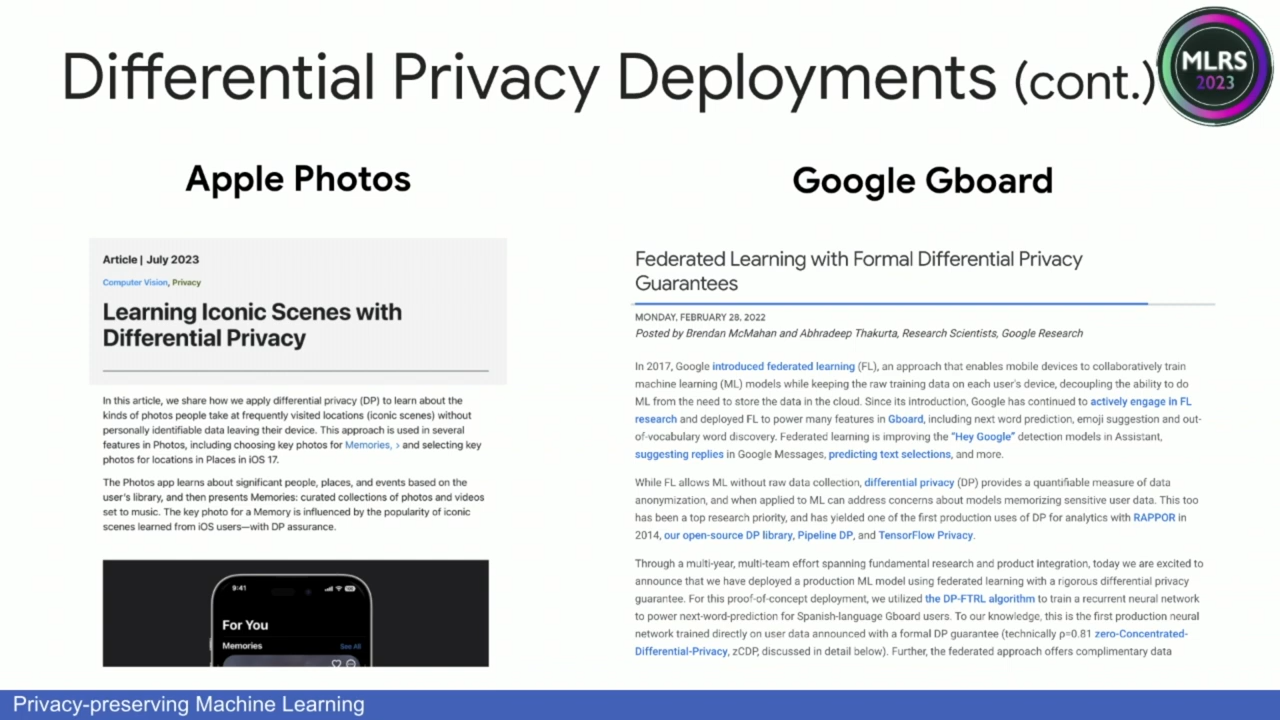 Differential Privacy Deployments (cont.)
MLRS
2023
Apple Photos
Article | July 2023
Computer Vision, Privacy
Learning Iconic Scenes with
Differential Privacy
In this article, we share how we apply differential privacy (DP) to learn about the
kinds of photos people take at frequently visited locations (iconic scenes) without
personally identifiable data leaving their device. This approach is used in several
features in Photos, including choosing key photos for Memories, > and selecting key
photos for locations in Places in iOS 17.
The Photos app learns about significant people, places, and events based on the
user's library, and then presents Memories: curated collections of photos and videos
set to music. The key photo for a Memory is influenced by the popularity of iconic
scenes learned from iOS users—with DP assurance.
9:41
For You
Memories
See All
Google Gboard
Federated Learning with Formal Differential Privacy
Guarantees
MONDAY, FEBRUARY 28, 2022
Posted by Brendan McMahan and Abhradeep Thakurta, Research Scientists, Google Research
In 2017, Google introduced federated learning (FL), an approach that enables mobile devices to collaboratively train
machine learning (ML) models while keeping the raw training data on each user's device, decoupling the ability to do
ML from the need to store the data in the cloud. Since its introduction, Google has continued to actively engage in FL
research and deployed FL to power many features in Gboard, including next word prediction, emoji suggestion and out-
of-vocabulary word discovery. Federated learning is improving the "Hey Google" detection models in Assistant,
suggesting replies in Google Messages, predicting text selections, and more.
While FL allows ML without raw data collection, differential privacy (DP) provides a quantifiable measure of data
anonymization, and when applied to ML can address concerns about models memorizing sensitive user data. This too
has been a top research priority, and has yielded one of the first production uses of DP for analytics with RAPPOR in
2014, our open-source DP library, Pipeline DP, and TensorFlow Privacy.
Through a multi-year, multi-team effort spanning fundamental research and product integration, today we are excited to
announce that we have deployed a production ML model using federated learning with a rigorous differential privacy
guarantee. For this proof-of-concept deployment, we utilized the DP-FTRL algorithm to train a recurrent neural network
to power next-word-prediction for Spanish-language Gboard users. To our knowledge, this is the first production neural
network trained directly on user data announced with a formal DP guarantee (technically ρ=0.81 zero-Concentrated-
Differential-Privacy, zCDP, discussed in detail below). Further, the federated approach offers complimentary data
Privacy-preserving Machine Learning